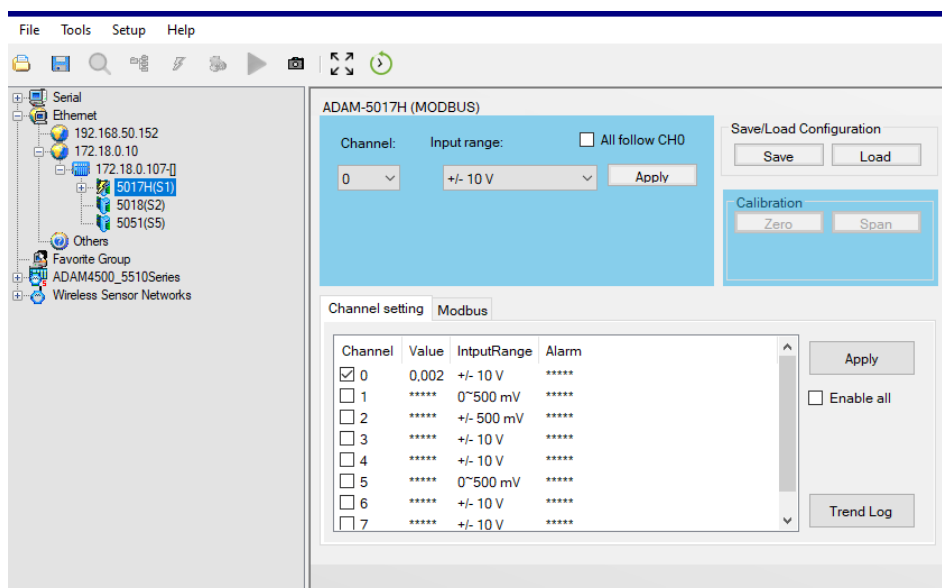 File Tools Setup Help
Serial
Ethernet
192.168.50.152
172.18.0.10
172.18.0.107-[]
5017H(S1)
5018(S2)
5051(S5)
Others
Favorite Group
ADAM4500_5510Series
Wireless Sensor Networks
ADAM-5017H (MODBUS)
Channel: Input range: All follow CH0
0 +/- 10 V Apply
Save/Load Configuration
Save Load
Calibration
Zero Span
Channel setting Modbus
Channel Value IntputRange Alarm
0 0,002 +/- 10 V *****
1 ***** 0~500 mV *****
2 ***** +/- 500 mV *****
3 ***** +/- 10 V *****
4 ***** +/- 10 V *****
5 ***** 0~500 mV *****
6 ***** +/- 10 V *****
7 ***** +/- 10 V *****
Apply
Enable all
Trend Log